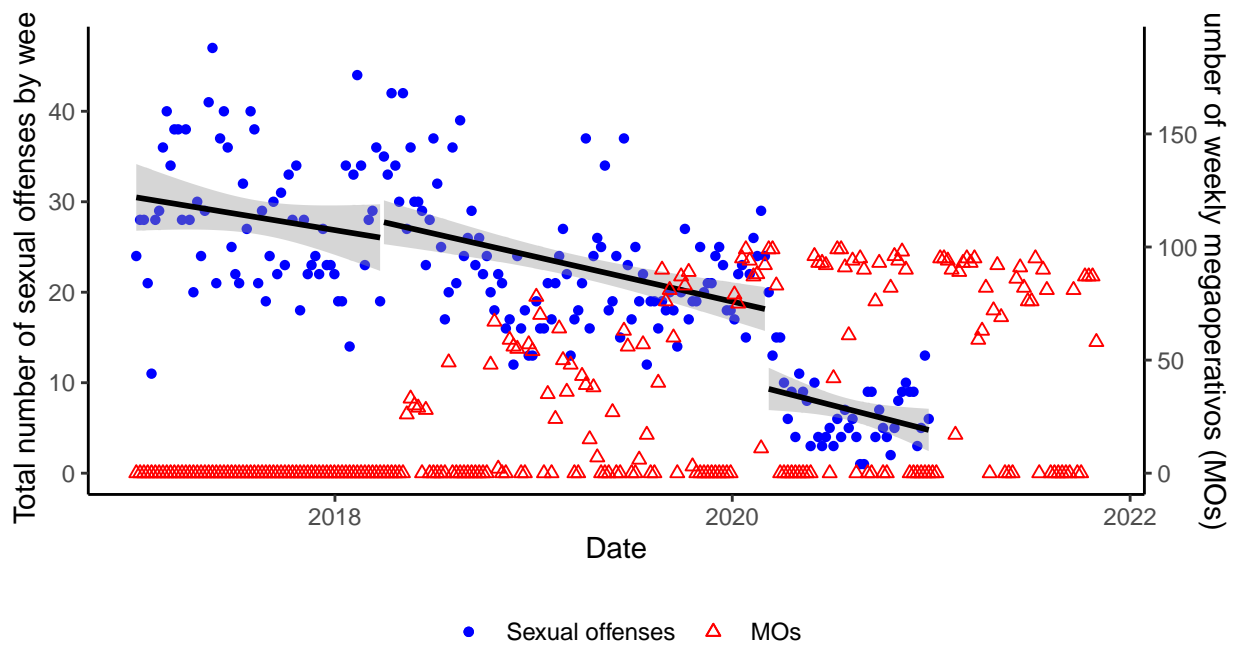 Total number of sexual offenses by wee
umber of weekly megaoperativos (MOs)
40
30
20
10
0
150
100
50
0
2018
2020
2022
Date
Sexual offenses
MOs